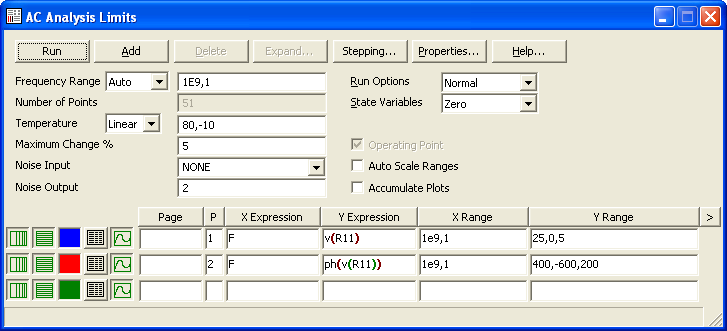 AC Analysis Limits
Run Add Delete Expand... Stepping... Properties... Help...
Frequency Range Auto 1E9,1 Run Options Normal
Number of Points 51 State Variables Zero
Temperature Linear 80,-10
Maximum Change % 5 Operating Point
Noise Input NONE Auto Scale Ranges
Noise Output 2 Accumulate Plots
Page P X Expression Y Expression X Range Y Range >
1 F v(R11) 1e9,1 25,0,5
2 F ph(v(R11)) 1e9,1 400,-600,200